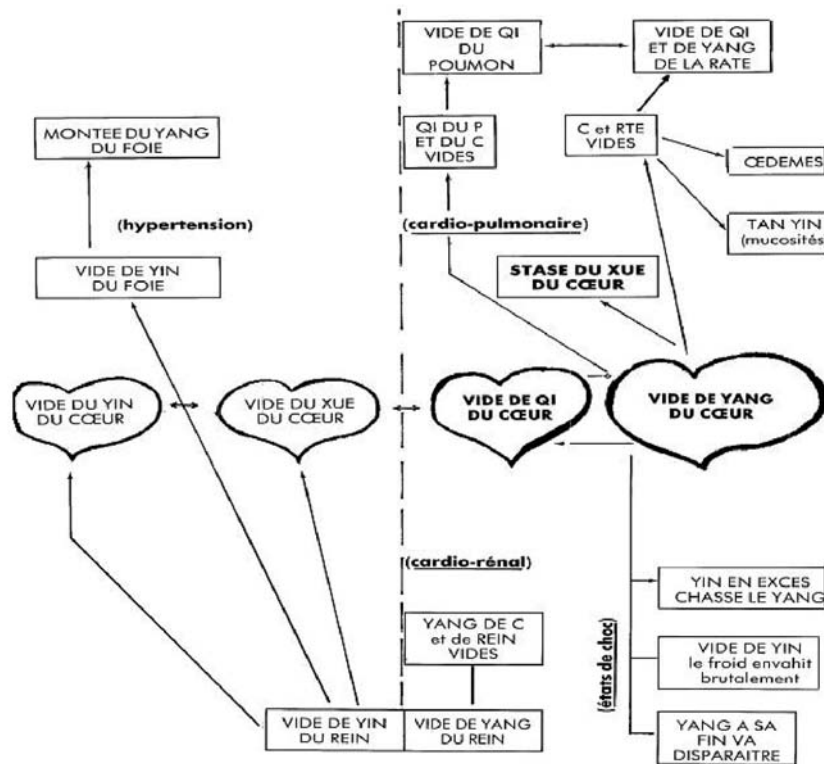 VIDE DE QI
DU
POUMON
VIDE DE QI
ET DE YANG
DE LA RATE
MONTEE DU YANG
DU FOIE
QI DU P
ET DU C
VIDES
C et RTE
VIDES
ŒDEMES
(hypertension)
(cardio-pulmonaire)
TAN YIN
(mucosités)
VIDE DE YIN
DU FOIE
STASE DU XUE
DU CŒUR
VIDE DU YIN
DU CŒUR
VIDE DU XUE
DU CŒUR
VIDE DE QI
DU CŒUR
VIDE DE YANG
DU CŒUR
(cardio-rénal)
YIN EN EXCES
CHASSE LE YANG
YANG DE C
et de REIN
VIDES
(états de choc)
VIDE DE YIN
le froid envahit
brutalement
VIDE DE YIN
DU REIN
VIDE DE YANG
DU REIN
YANG A SA
FIN VA
DISPARAITRE